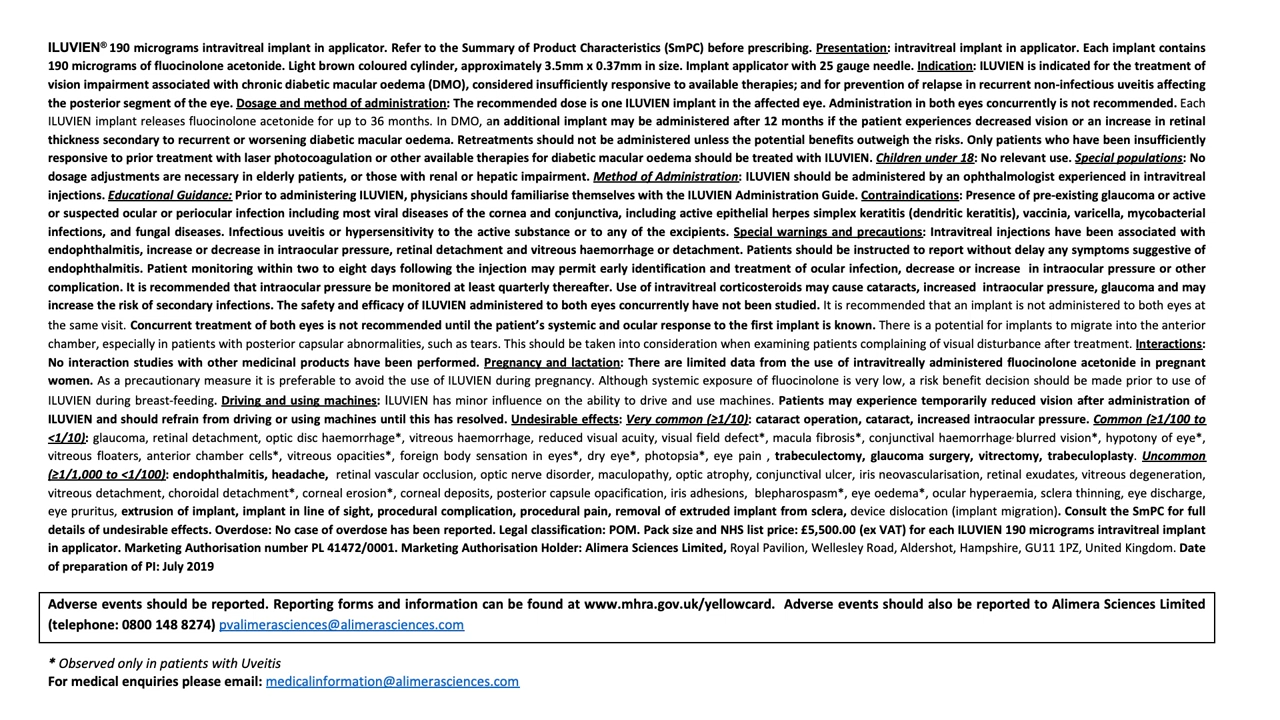 ILUVIEN® 190 micrograms intravitreal implant in applicator. Refer to the Summary of Product Characteristics (SmPC) before prescribing. Presentation: intravitreal implant in applicator. Each implant contains
190 micrograms of fluocinolone acetonide. Light brown coloured cylinder, approximately 3.5mm x 0.37mm in size. Implant applicator with 25 gauge needle. Indication: ILUVIEN is indicated for the treatment of
vision impairment associated with chronic diabetic macular oedema (DMO), considered insufficiently responsive to available therapies; and for prevention of relapse in recurrent non-infectious uveitis affecting
the posterior segment of the eye. Dosage and method of administration: The recommended dose is one ILUVIEN implant in the affected eye. Administration in both eyes concurrently is not recommended. Each
ILUVIEN implant releases fluocinolone acetonide for up to 36 months. In DMO, an additional implant may be administered after 12 months if the patient experiences decreased vision or an increase in retinal
thickness secondary to recurrent or worsening diabetic macular oedema. Retreatments should not be administered unless the potential benefits outweigh the risks. Only patients who have been insufficiently
responsive to prior treatment with laser photocoagulation or other available therapies for diabetic macular oedema should be treated with ILUVIEN. Children under 18: No relevant use. Special populations: No
dosage adjustments are necessary in elderly patients, or those with renal or hepatic impairment. Method of Administration: ILUVIEN should be administered by an ophthalmologist experienced in intravitreal
injections. Educational Guidance: Prior to administering ILUVIEN, physicians should familiarise themselves with the ILUVIEN Administration Guide. Contraindications: Presence of pre-existing glaucoma or active
or suspected ocular or periocular infection including most viral diseases of the cornea and conjunctiva, including active epithelial herpes simplex keratitis (dendritic keratitis), vaccinia, varicella, mycobacterial
infections, and fungal diseases. Infectious uveitis or hypersensitivity to the active substance or to any of the excipients. Special warnings and precautions: Intravitreal injections have been associated with
endophthalmitis, increase or decrease in intraocular pressure, retinal detachment and vitreous haemorrhage or detachment. Patients should be instructed to report without delay any symptoms suggestive of
endophthalmitis. Patient monitoring within two to eight days following the injection may permit early identification and treatment of ocular infection, decrease or increase in intraocular pressure or other
complication. It is recommended that intraocular pressure be monitored at least quarterly thereafter. Use of intravitreal corticosteroids may cause cataracts, increased intraocular pressure, glaucoma and may
increase the risk of secondary infections. The safety and efficacy of ILUVIEN administered to both eyes concurrently have not been studied. It is recommended that an implant is not administered to both eyes at
the same visit. Concurrent treatment of both eyes is not recommended until the patient's systemic and ocular response to the first implant is known. There is a potential for implants to migrate into the anterior
chamber, especially in patients with posterior capsular abnormalities, such as tears. This should be taken into consideration when examining patients complaining of visual disturbance after treatment. Interactions:
No interaction studies with other medicinal products have been performed. Pregnancy and lactation: There are limited data from the use of intravitreally administered fluocinolone acetonide in pregnant
women. As a precautionary measure it is preferable to avoid the use of ILUVIEN during pregnancy. Although systemic exposure of fluocinolone is very low, a risk benefit decision should be made prior to use of
ILUVIEN during breast-feeding. Driving and using machines: ILUVIEN has minor influence on the ability to drive and use machines. Patients may experience temporarily reduced vision after administration of
ILUVIEN and should refrain from driving or using machines until this has resolved. Undesirable effects: Very common (≥1/10): cataract operation, cataract, increased intraocular pressure. Common (≥1/100 to
<1/10): glaucoma, retinal detachment, optic disc haemorrhage*, vitreous haemorrhage, reduced visual acuity, visual field defect*, macula fibrosis*, conjunctival haemorrhage· blurred vision*, hypotony of eye*,
vitreous floaters, anterior chamber cells*, vitreous opacities*, foreign body sensation in eyes*, dry eye*, photopsia*, eye pain , trabeculectomy, glaucoma surgery, vitrectomy, trabeculoplasty. Uncommon
(≥1/1,000 to <1/100): endophthalmitis, headache, retinal vascular occlusion, optic nerve disorder, maculopathy, optic atrophy, conjunctival ulcer, iris neovascularisation, retinal exudates, vitreous degeneration,
vitreous detachment, choroidal detachment*, corneal erosion*, corneal deposits, posterior capsule opacification, iris adhesions, blepharospasm*, eye oedema*, ocular hyperaemia, sclera thinning, eye discharge,
eye pruritus, extrusion of implant, implant in line of sight, procedural complication, procedural pain, removal of extruded implant from sclera, device dislocation (implant migration). Consult the SmPC for full
details of undesirable effects. Overdose: No case of overdose has been reported. Legal classification: POM. Pack size and NHS list price: £5,500.00 (ex VAT) for each ILUVIEN 190 micrograms intravitreal implant
in applicator. Marketing Authorisation number PL 41472/0001. Marketing Authorisation Holder: Alimera Sciences Limited, Royal Pavilion, Wellesley Road, Aldershot, Hampshire, GU11 1PZ, United Kingdom. Date
of preparation of PI: July 2019
Adverse events should be reported. Reporting forms and information can be found at www.mhra.gov.uk/yellowcard. Adverse events should also be reported to Alimera Sciences Limited
(telephone: 0800 148 8274) pvalimerasciences@alimerasciences.com
* Observed only in patients with Uveitis
For medical enquiries please email: medicalinformation@alimerasciences.com